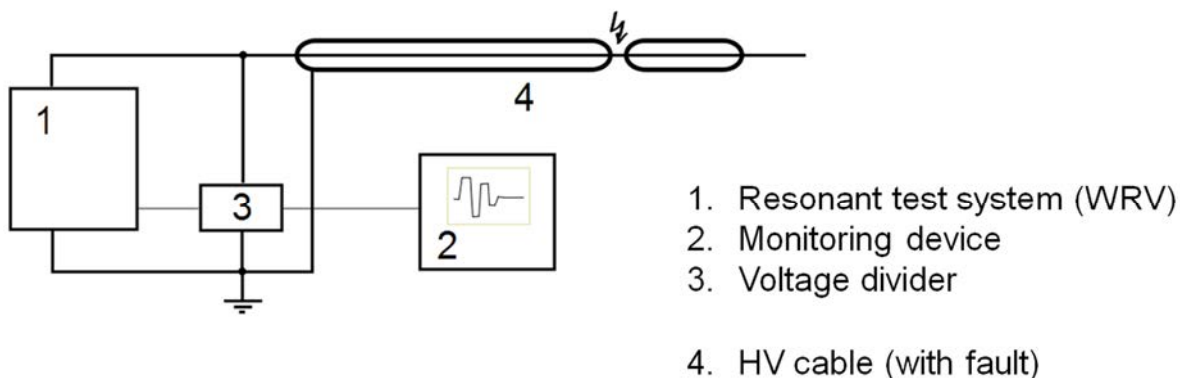 4
1
3
2
1. Resonant test system (WRV)
2. Monitoring device
3. Voltage divider
4. HV cable (with fault)